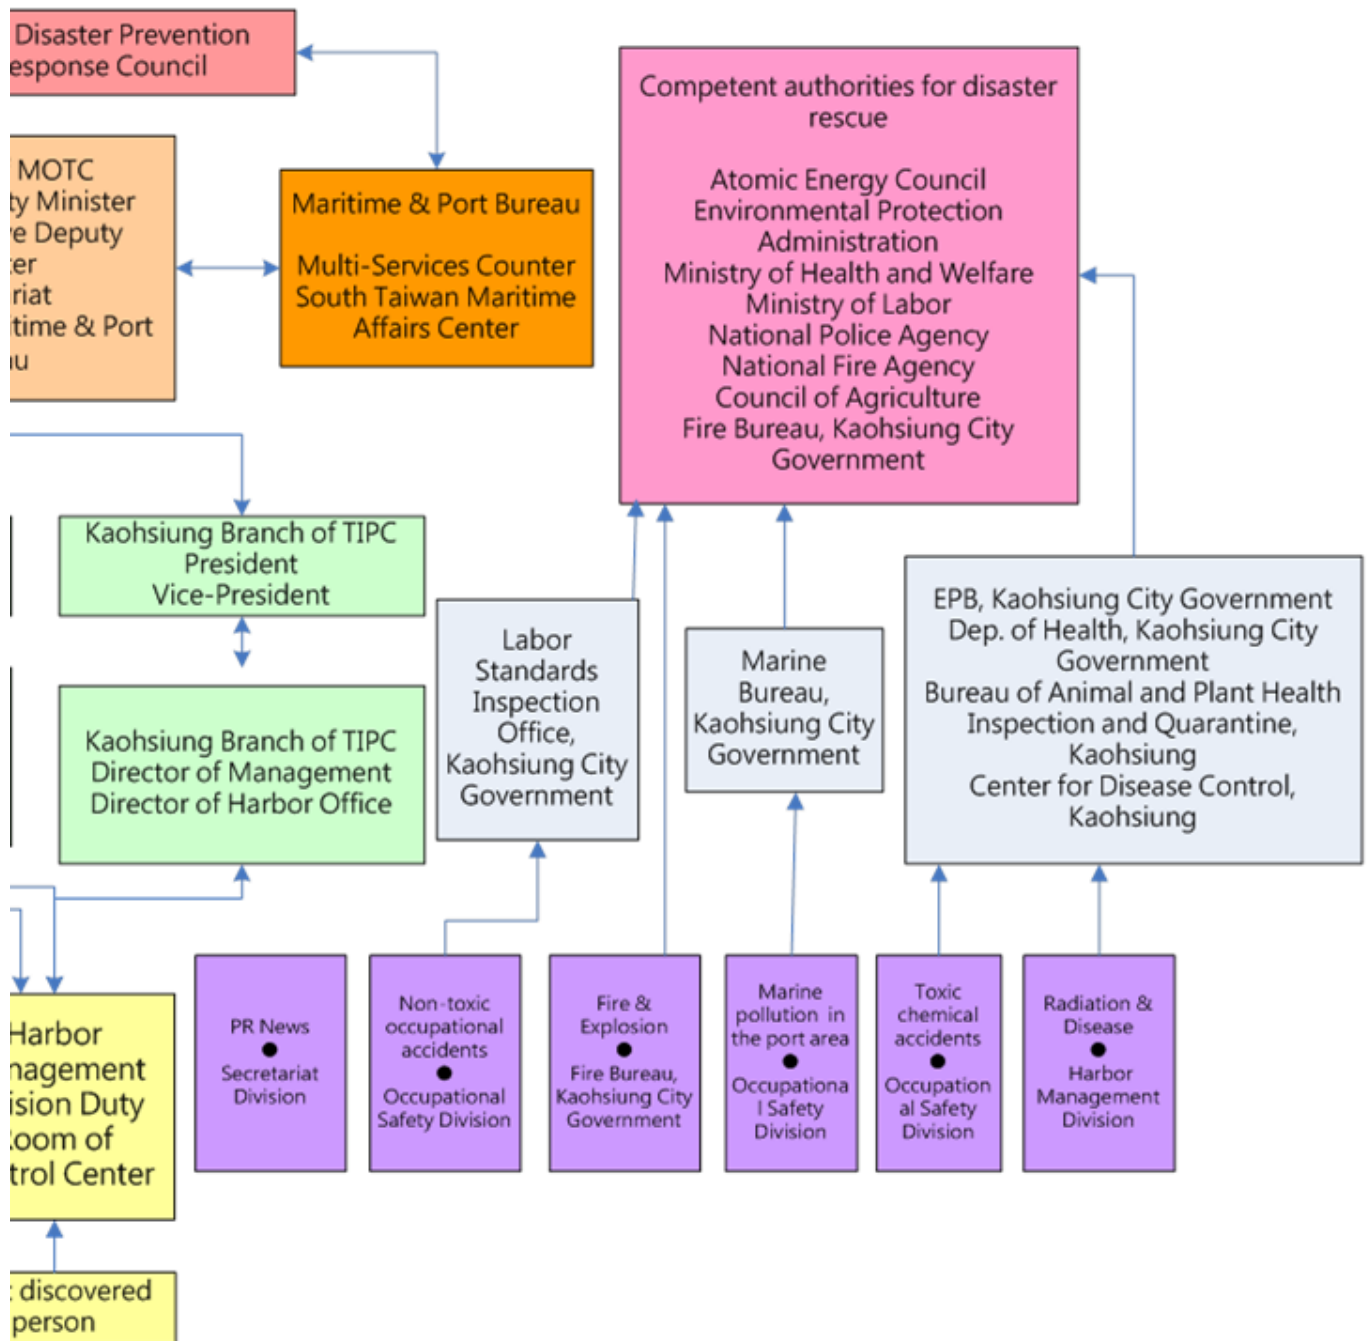 Disaster Prevention
esponse Council
MOTC
ty Minister
ve Deputy
ter
riat
time & Port
au
Maritime & Port Bureau
Multi-Services Counter
South Taiwan Maritime
Affairs Center
Competent authorities for disaster
rescue
Atomic Energy Council
Environmental Protection
Administration
Ministry of Health and Welfare
Ministry of Labor
National Police Agency
National Fire Agency
Council of Agriculture
Fire Bureau, Kaohsiung City
Government
Kaohsiung Branch of TIPC
President
Vice-President
Kaohsiung Branch of TIPC
Director of Management
Director of Harbor Office
Labor
Standards
Inspection
Office,
Kaohsiung City
Government
Marine
Bureau,
Kaohsiung City
Government
EPB, Kaohsiung City Government
Dep. of Health, Kaohsiung City
Government
Bureau of Animal and Plant Health
Inspection and Quarantine,
Kaohsiung
Center for Disease Control,
Kaohsiung
Harbor
nagement
ision Duty
Room of
trol Center
PR News
●
Secretariat
Division
Non-toxic
occupational
accidents
●
Occupational
Safety Division
Fire &
Explosion
●
Fire Bureau,
Kaohsiung City
Government
Marine
pollution in
the port area
●
Occupationa
l Safety
Division
Toxic
chemical
accidents
●
Occupation
al Safety
Division
Radiation &
Disease
●
Harbor
Management
Division
discovered
person